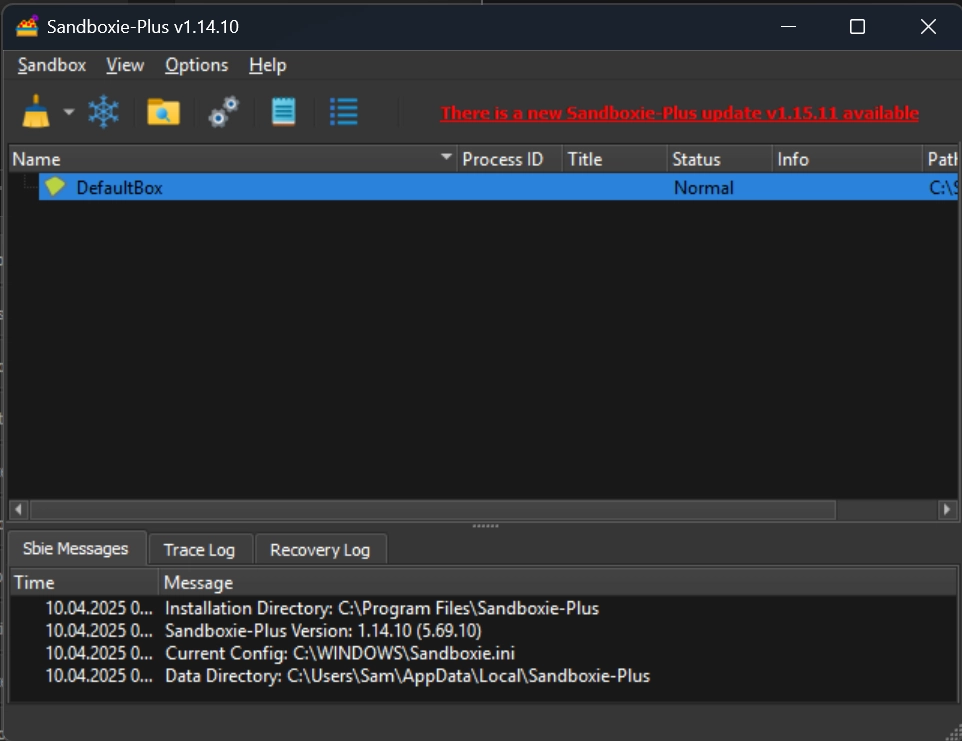 Sandboxie-Plus v1.14.10
Sandbox View Options Help
There is a new Sandboxie-Plus update v1.15.11 available
Name Process ID Title Status Info Path
DefaultBox Normal C:\S
Sbie Messages Trace Log Recovery Log
Time Message
10.04.2025 0... Installation Directory: C:\Program Files\Sandboxie-Plus
10.04.2025 0... Sandboxie-Plus Version: 1.14.10 (5.69.10)
10.04.2025 0... Current Config: C:\WINDOWS\Sandboxie.ini
10.04.2025 0... Data Directory: C:\Users\Sam\AppData\Local\Sandboxie-Plus